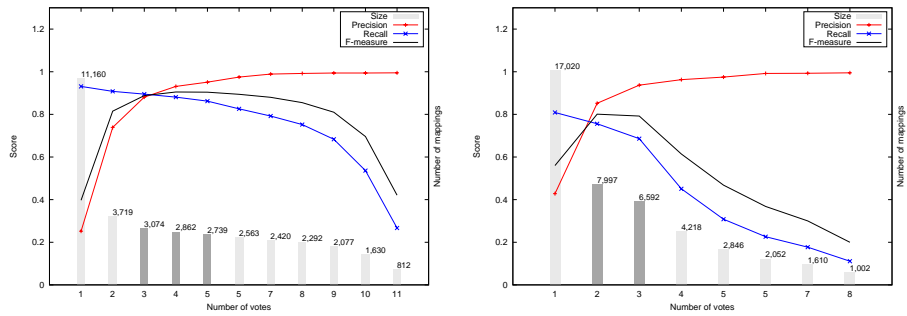 Size
Precision
Recall
F-measure
1.2
1
0.8
0.6
0.4
0.2
0
Score
Number of mappings
11,160
3,719
3,074
2,862
2,739
2,563
2,420
2,292
2,077
1,630
812
1 2 3 4 5 5 7 8 9 10 11
Number of votes
Size
Precision
Recall
F-measure
1.2
1
0.8
0.6
0.4
0.2
0
Score
Number of mappings
17,020
7,997
6,592
4,218
2,846
2,052
1,610
1,002
1 2 3 4 5 5 7 8
Number of votes